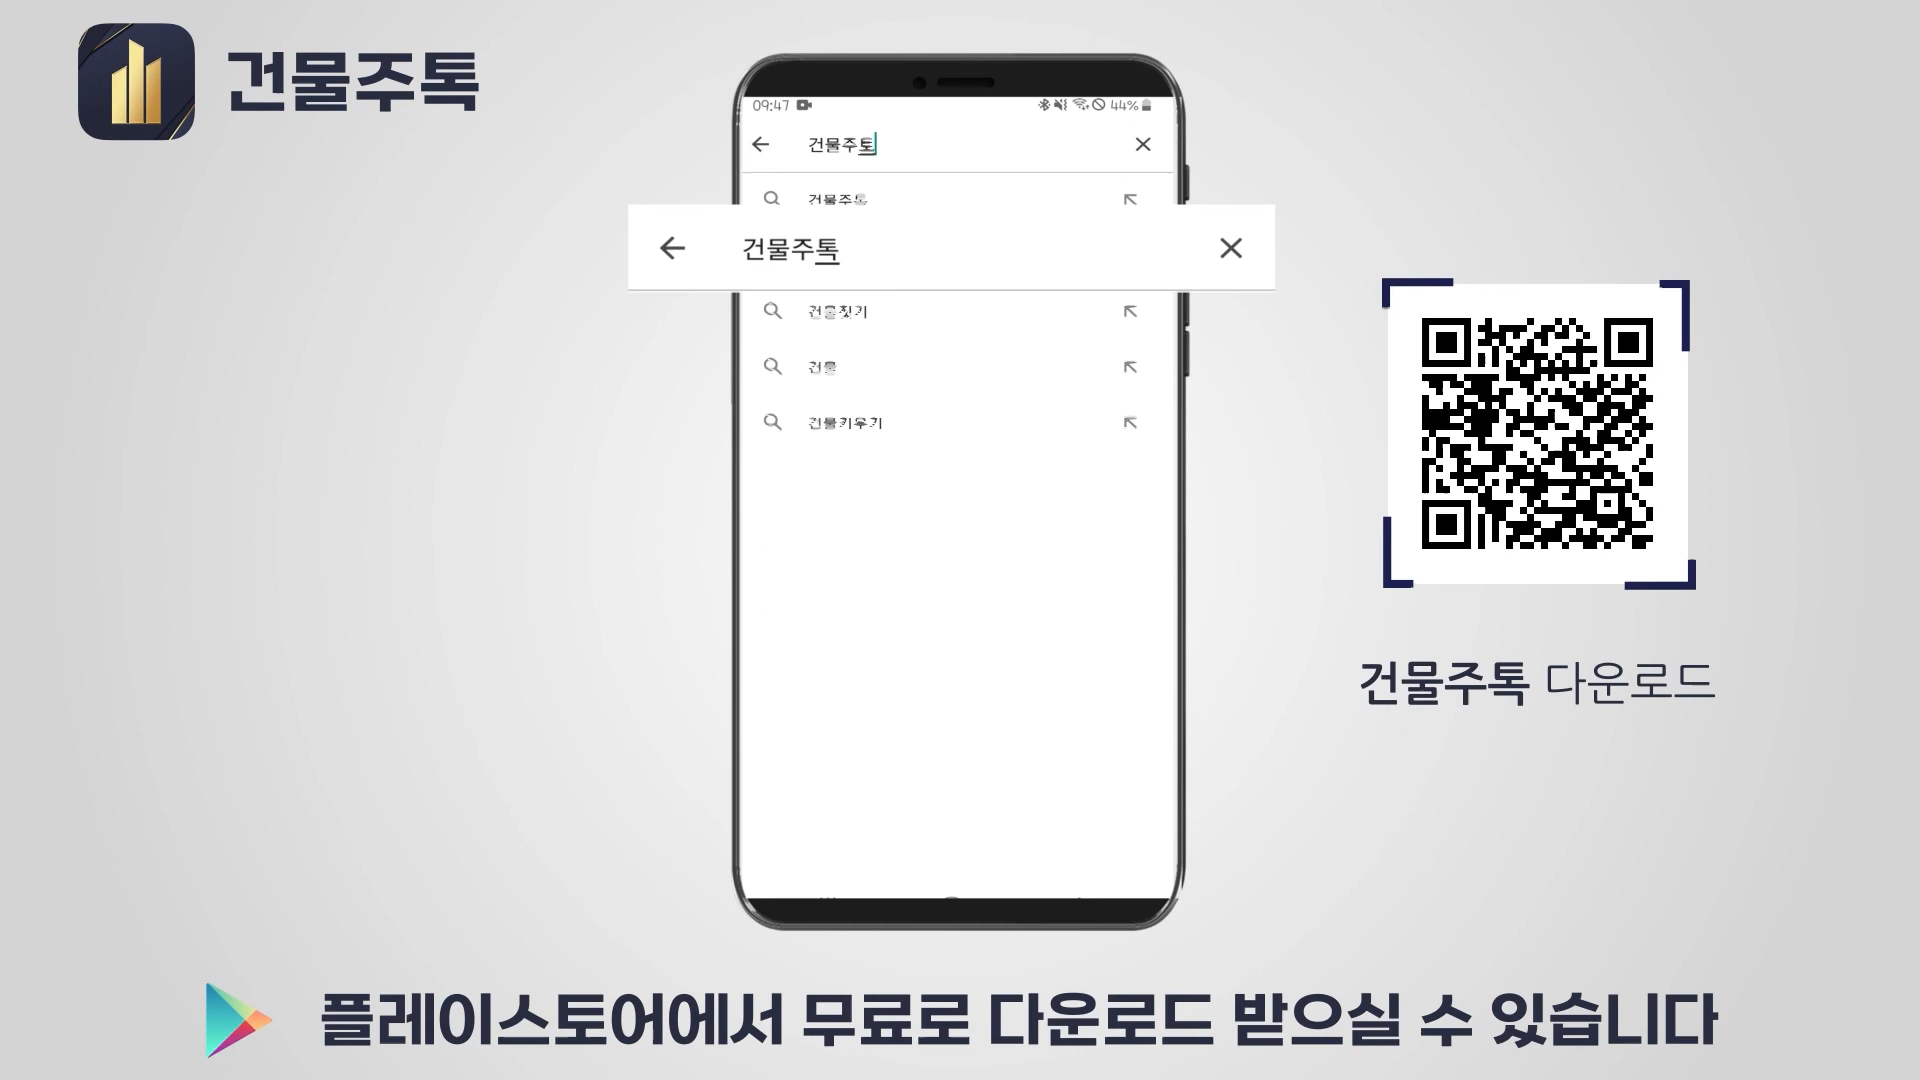 건물주톡
09:47
44%
건물주토
건물주톡
건물주톡
건물찾기
건물
건물키우기
건물주톡 다운로드
플레이스토어에서 무료로 다운로드 받으실 수 있습니다